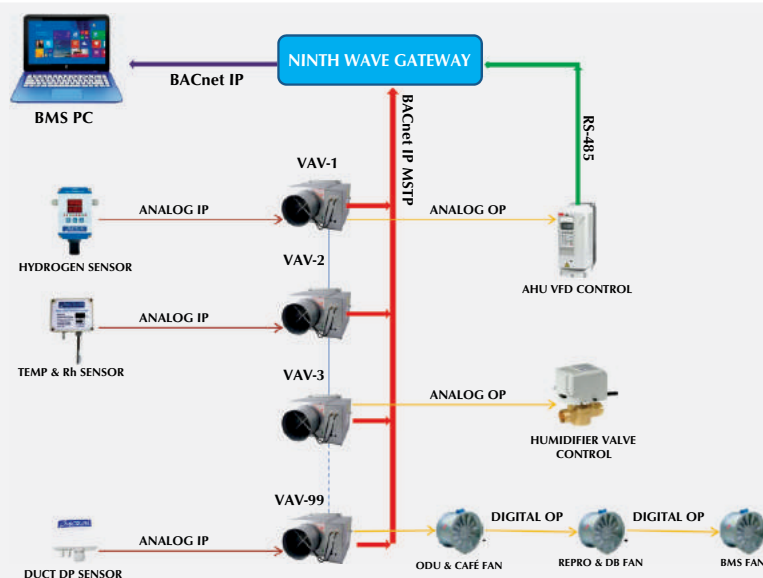 NINTH WAVE GATEWAY
BACnet IP
BMS PC
BACnet IP MSTP
RS-485
VAV-1
ANALOG IP
ANALOG OP
HYDROGEN SENSOR
VAV-2
AHU VFD CONTROL
ANALOG IP
TEMP & Rh SENSOR
VAV-3
ANALOG OP
HUMIDIFIER VALVE
CONTROL
VAV-99
ANALOG IP
DIGITAL OP
DIGITAL OP
DUCT DP SENSOR
ODU & CAFÉ FAN
REPRO & DB FAN
BMS FAN